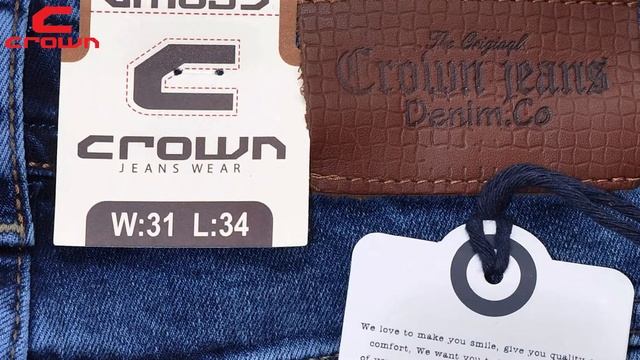 crown
crown
JEANS WEAR
W:31 L:34
The Original
Crown jeans
Denim.Co
We love to make you smile, give you quality
comfort, We want you